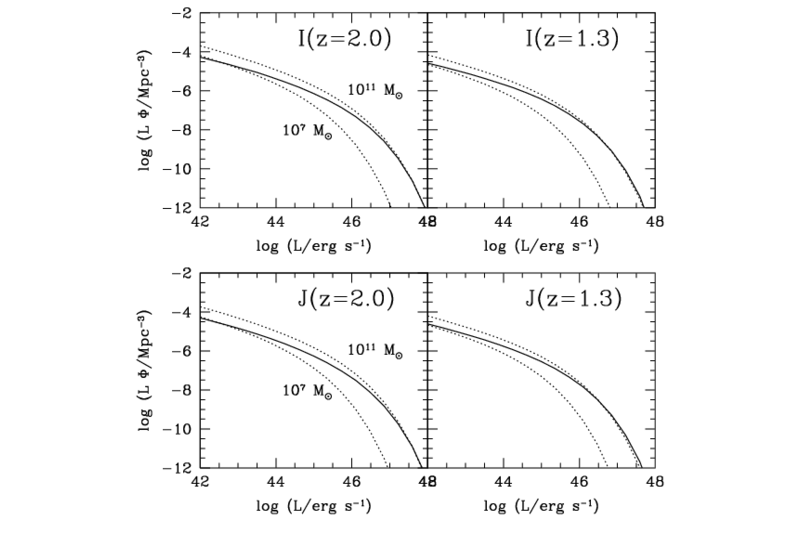 I(z=2.0)
I(z=1.3)
10¹¹ M⊙
10⁷ M⊙
log (L Φ/Mpc⁻³)
−2
−4
−6
−8
−10
−12
42 44 46 48 44 46 48
log (L/erg s⁻¹) log (L/erg s⁻¹)
J(z=2.0)
J(z=1.3)
10¹¹ M⊙
10⁷ M⊙
log (L Φ/Mpc⁻³)
−2
−4
−6
−8
−10
−12
42 44 46 48 44 46 48
log (L/erg s⁻¹) log (L/erg s⁻¹)